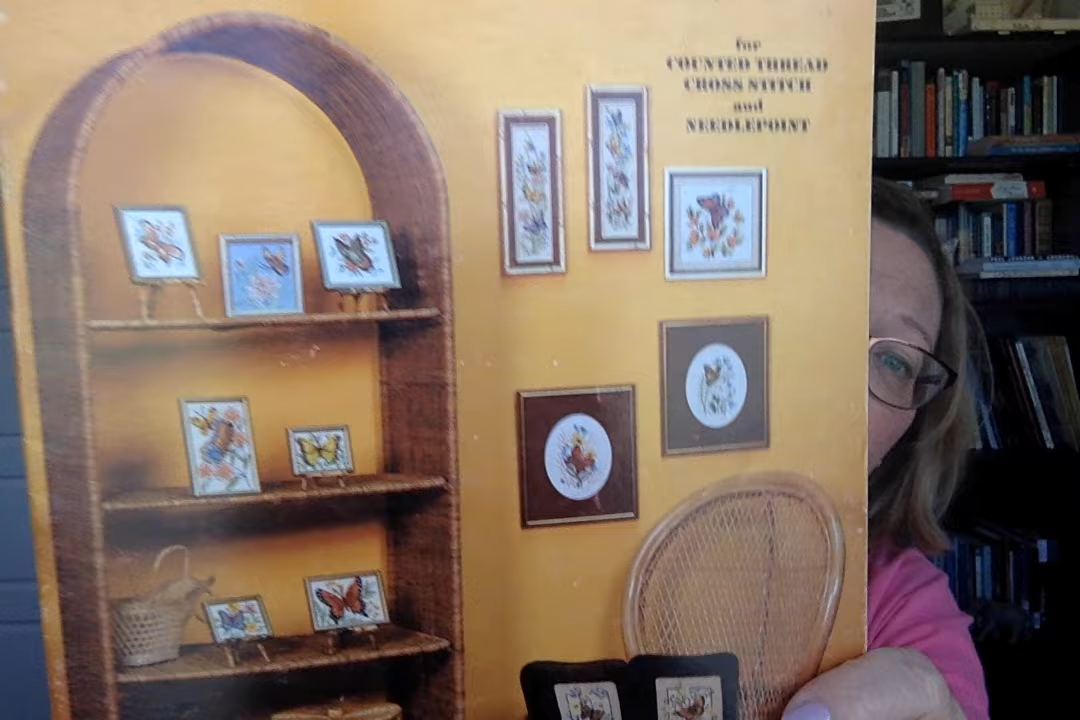 for
COUNTED THREAD
CROSS STITCH
and
NEEDLEPOINT